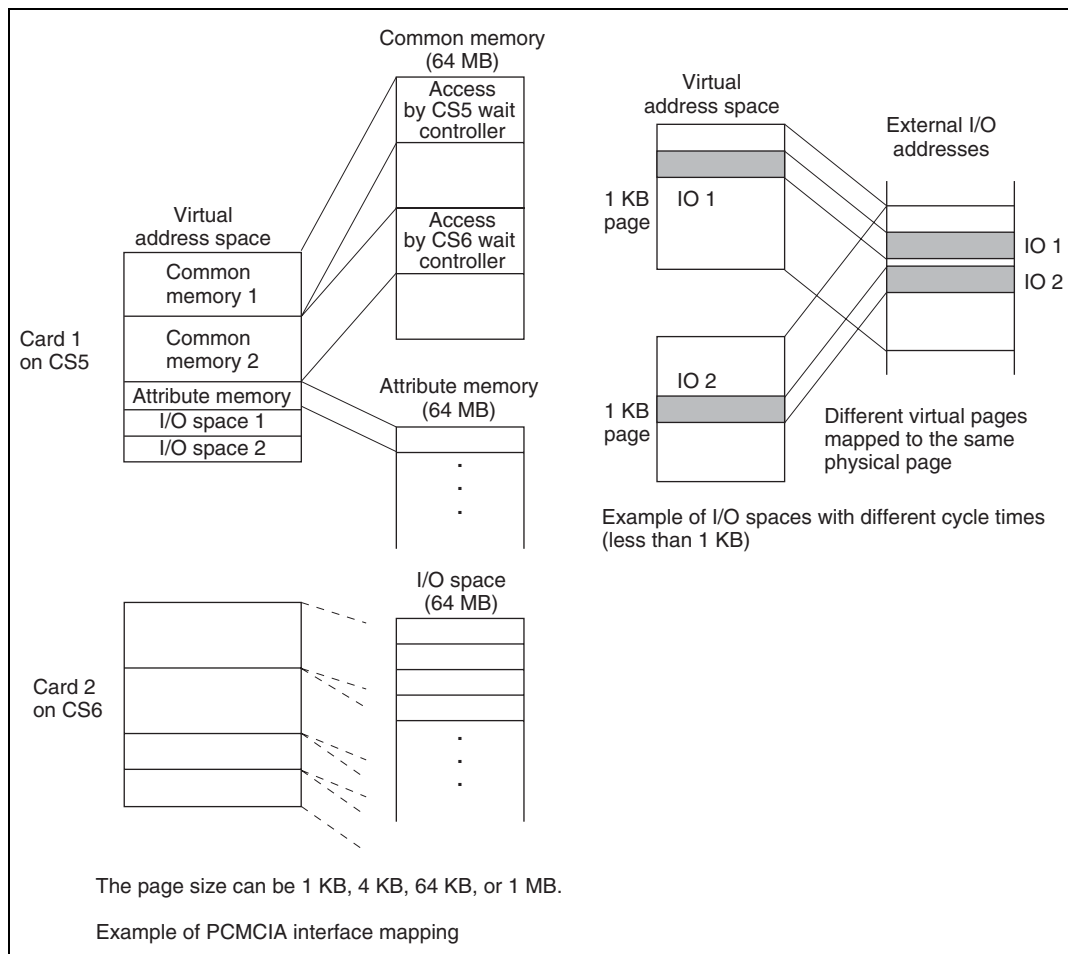 Common memory
(64 MB)
Access
by CS5 wait
controller
Access
by CS6 wait
controller
Virtual
address space
Common
memory 1
Common
memory 2
Attribute memory
I/O space 1
I/O space 2
Card 1
on CS5
Attribute memory
(64 MB)
I/O space
(64 MB)
Card 2
on CS6
The page size can be 1 KB, 4 KB, 64 KB, or 1 MB.
Example of PCMCIA interface mapping
Virtual
address space
External I/O
addresses
1 KB
page
IO 1
IO 1
IO 2
IO 2
1 KB
page
Different virtual pages
mapped to the same
physical page
Example of I/O spaces with different cycle times
(less than 1 KB)